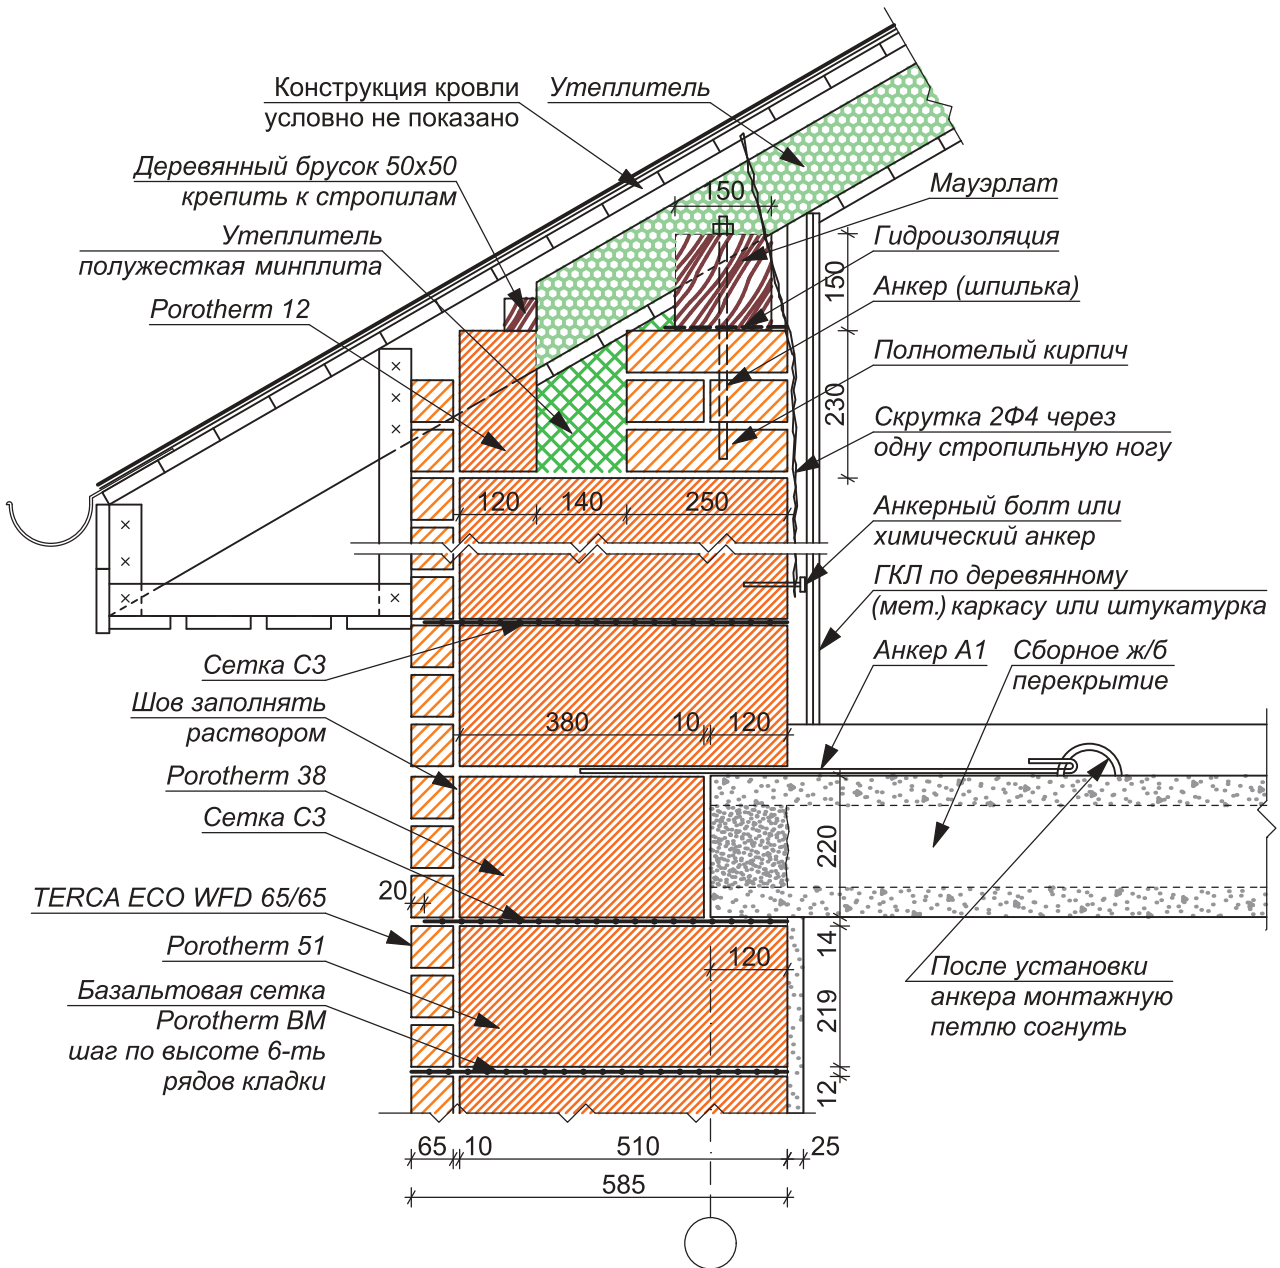 Конструкция кровли
условно не показано
Утеплитель
Деревянный брусок 50х50
крепить к стропилам
150
Мауэрлат
Утеплитель
полужесткая минплита
Гидроизоляция
150
Анкер (шпилька)
Porotherm 12
Полнотелый кирпич
230
Скрутка 2Ф4 через
одну стропильную ногу
120
140
250
Анкерный болт или
химический анкер
ГКЛ по деревянному
(мет.) каркасу или штукатурка
Сетка С3
Анкер А1
Сборное ж/б
перекрытие
Шов заполнять
раствором
380
10
120
Porotherm 38
Сетка С3
220
20
TERCA ECO WFD 65/65
Porotherm 51
120
14
После установки
анкера монтажную
петлю согнуть
Базальтовая сетка
Porotherm BM
шаг по высоте 6-ть
рядов кладки
219
12
65
10
510
25
585